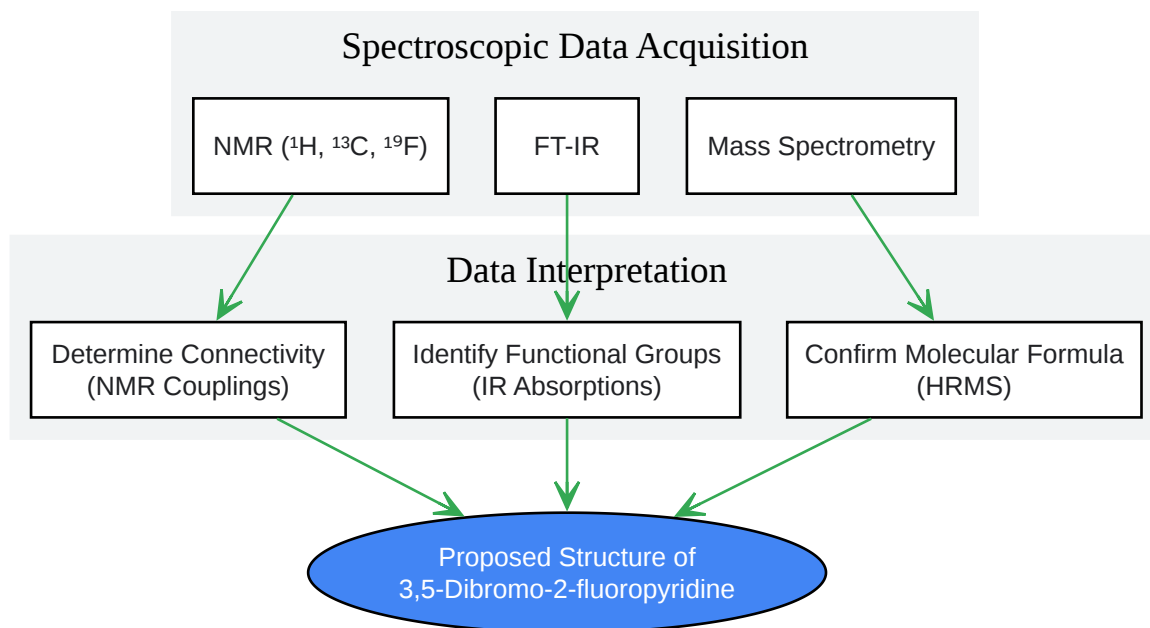 Spectroscopic Data Acquisition
NMR (¹H, ¹³C, ¹⁹F)
FT-IR
Mass Spectrometry
Data Interpretation
Determine Connectivity
(NMR Couplings)
Identify Functional Groups
(IR Absorptions)
Confirm Molecular Formula
(HRMS)
Proposed Structure of
3,5-Dibromo-2-fluoropyridine